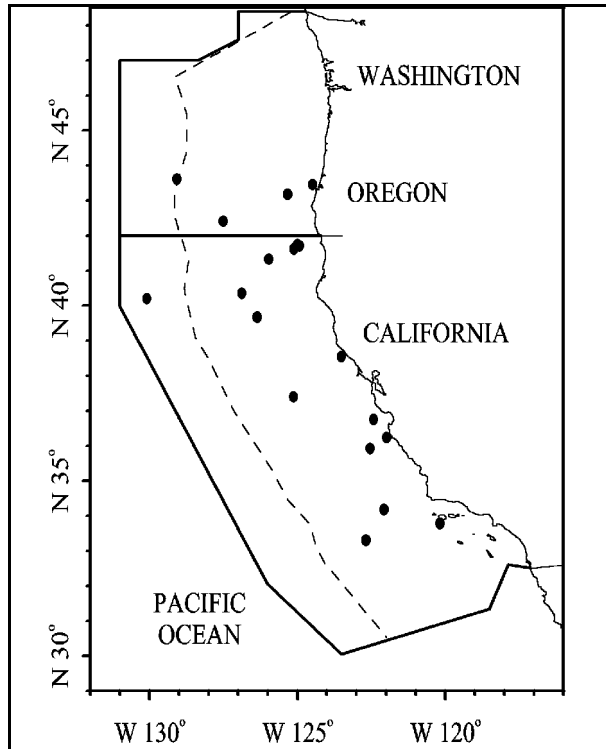 WASHINGTON
N 45°
OREGON
N 40°
CALIFORNIA
N 35°
PACIFIC
OCEAN
N 30°
W 130°
W 125°
W 120°